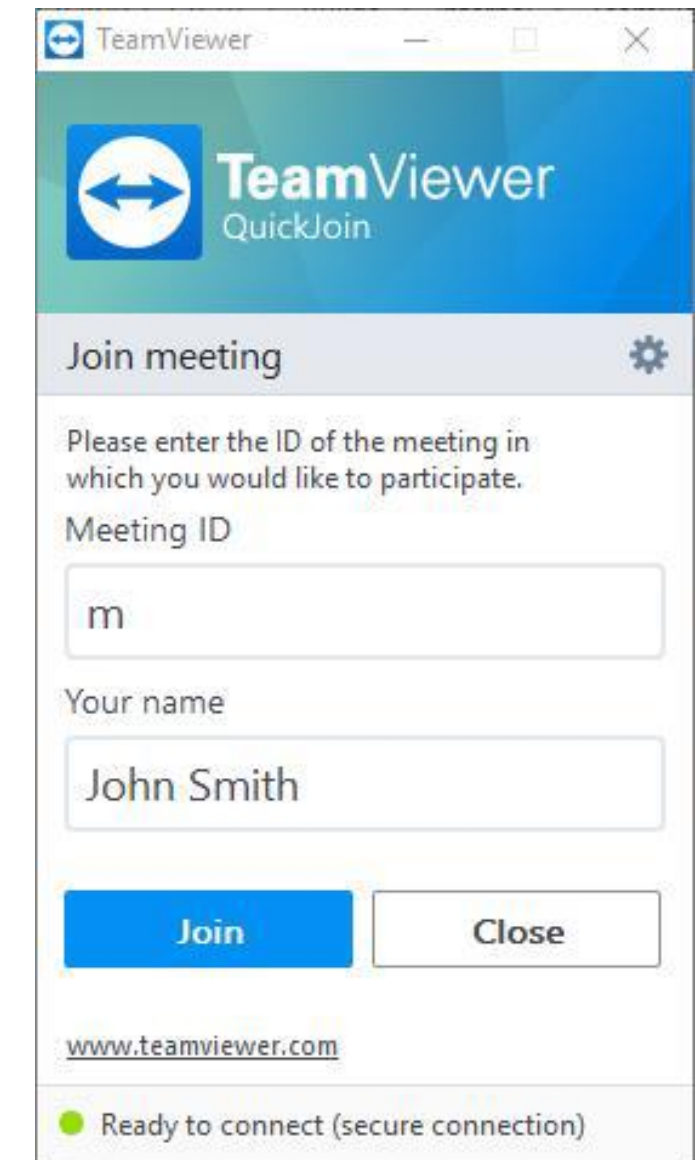 TeamViewer
TeamViewer
QuickJoin
Join meeting
Please enter the ID of the meeting in
which you would like to participate.
Meeting ID
m
Your name
John Smith
Join Close
www.teamviewer.com
Ready to connect (secure connection)